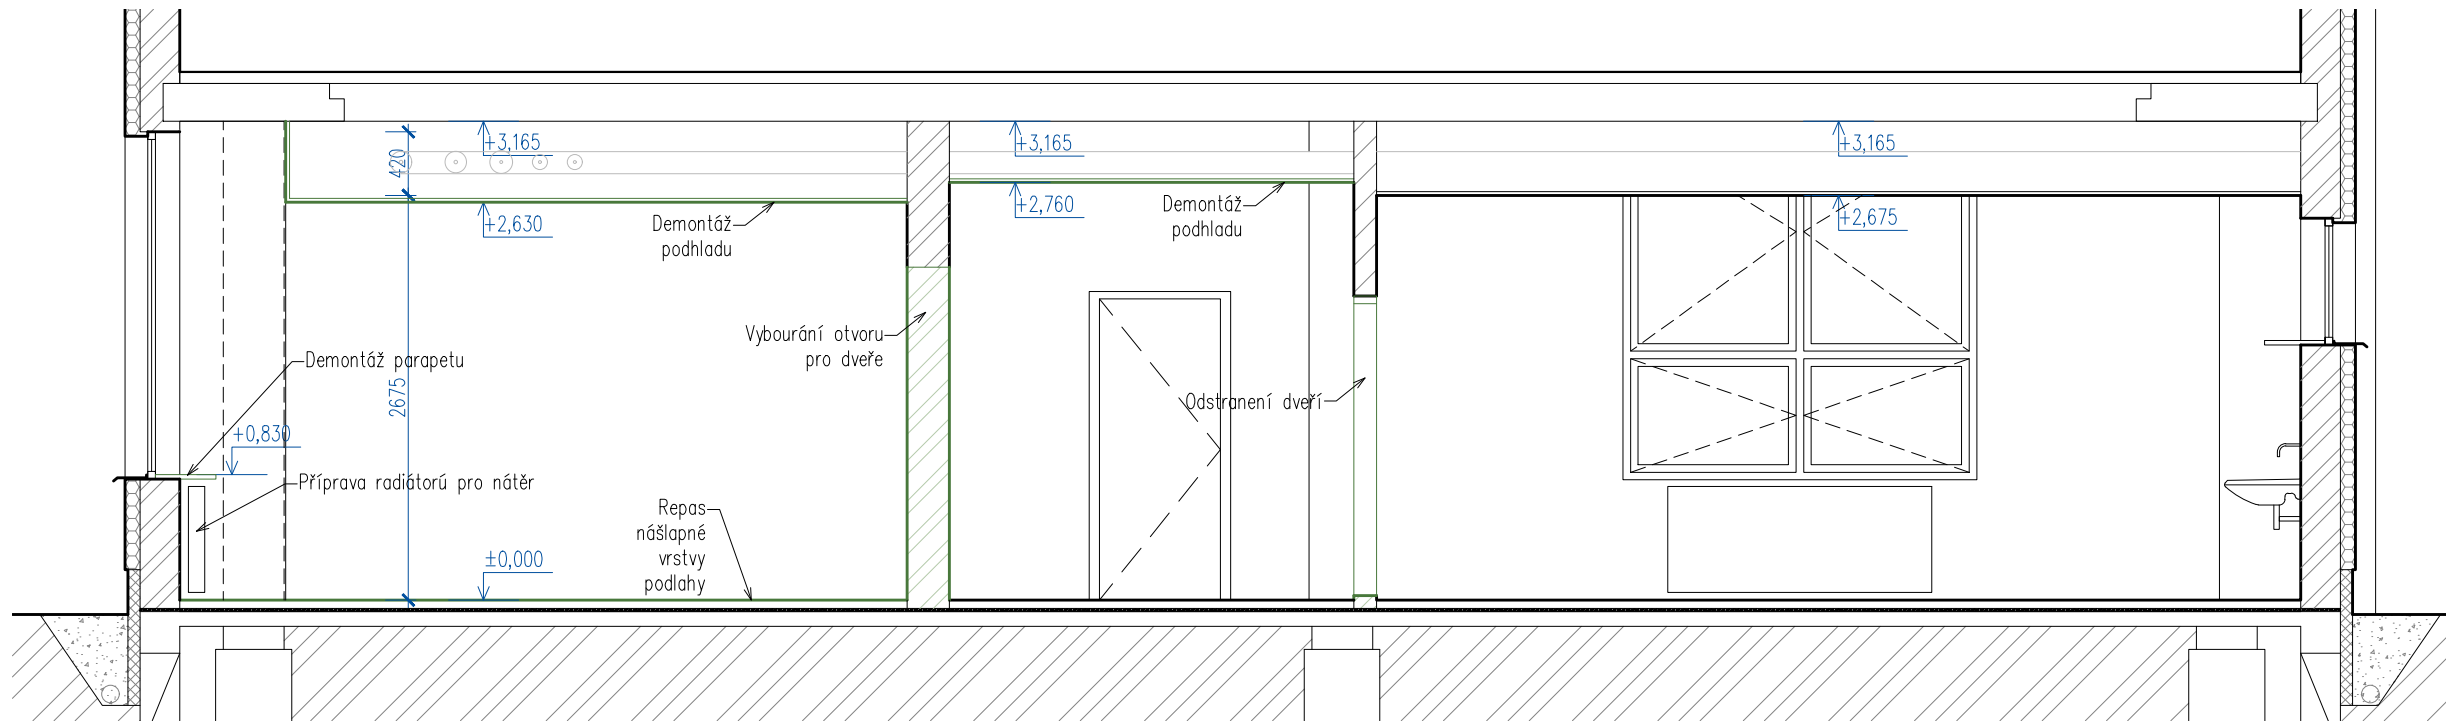 +3,165
420
+3,165
+3,165
+2,630
Demontáž
podhladu
+2,760
Demontáž
podhladu
+2,675
Vybourání otvoru
pro dveře
Demontáž parapetu
2675
Odstranení dveří
+0,830
Příprava radiátorú pro nátěr
Repas
nášlapné
vrstvy
podlahy
±0,000